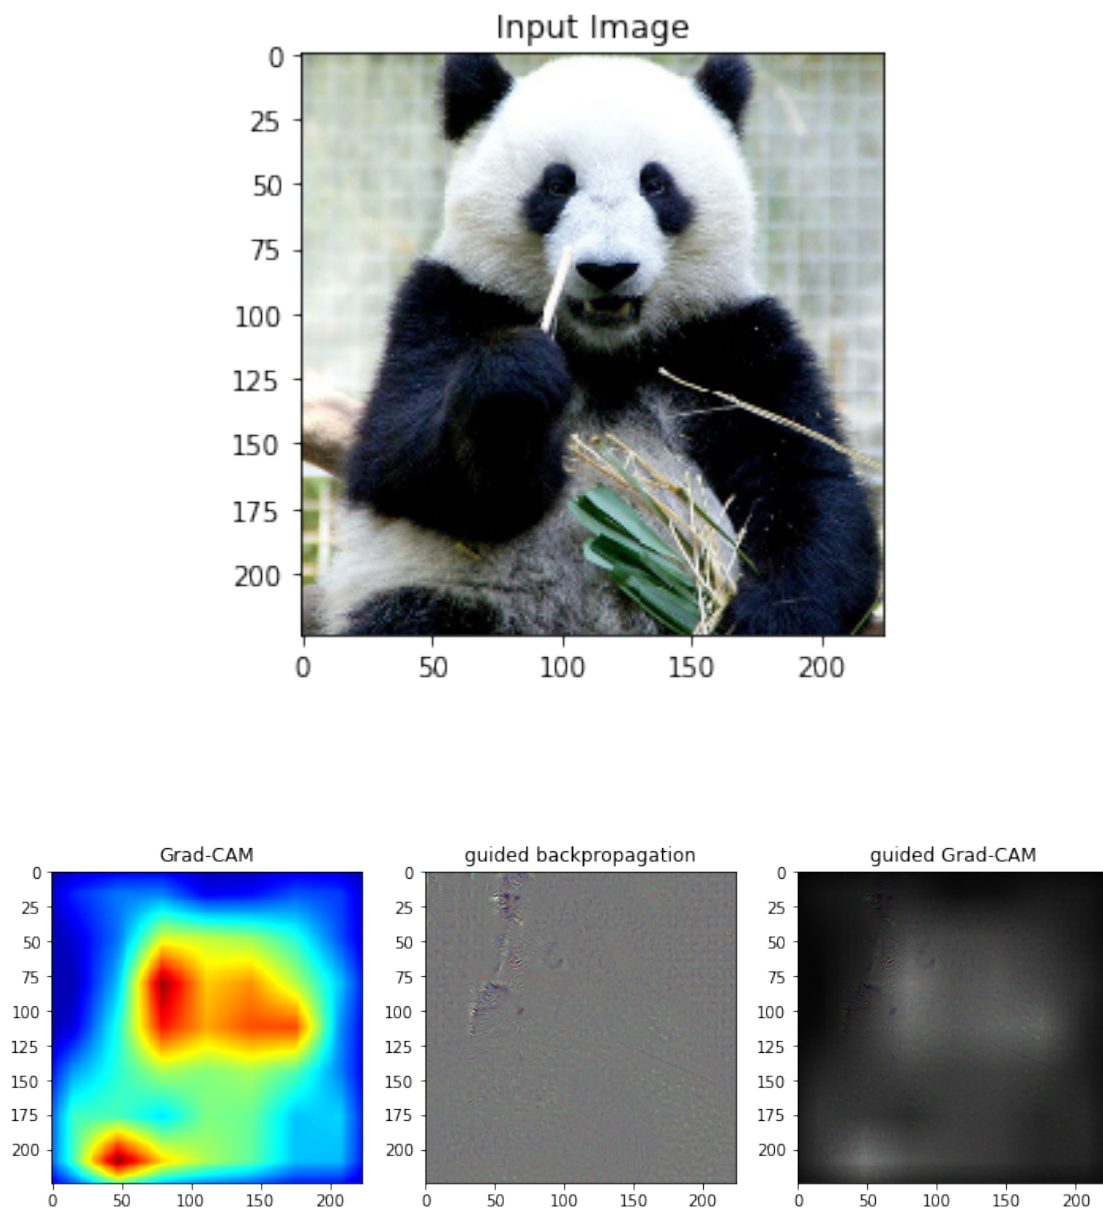 Input Image
0
25
50
75
100
125
150
175
200
0 50 100 150 200
Grad-CAM guided backpropagation guided Grad-CAM
0 0 0
25 25 25
50 50 50
75 75 75
100 100 100
125 125 125
150 150 150
175 175 175
200 200 200
0 50 100 150 200 0 50 100 150 200 0 50 100 150 200